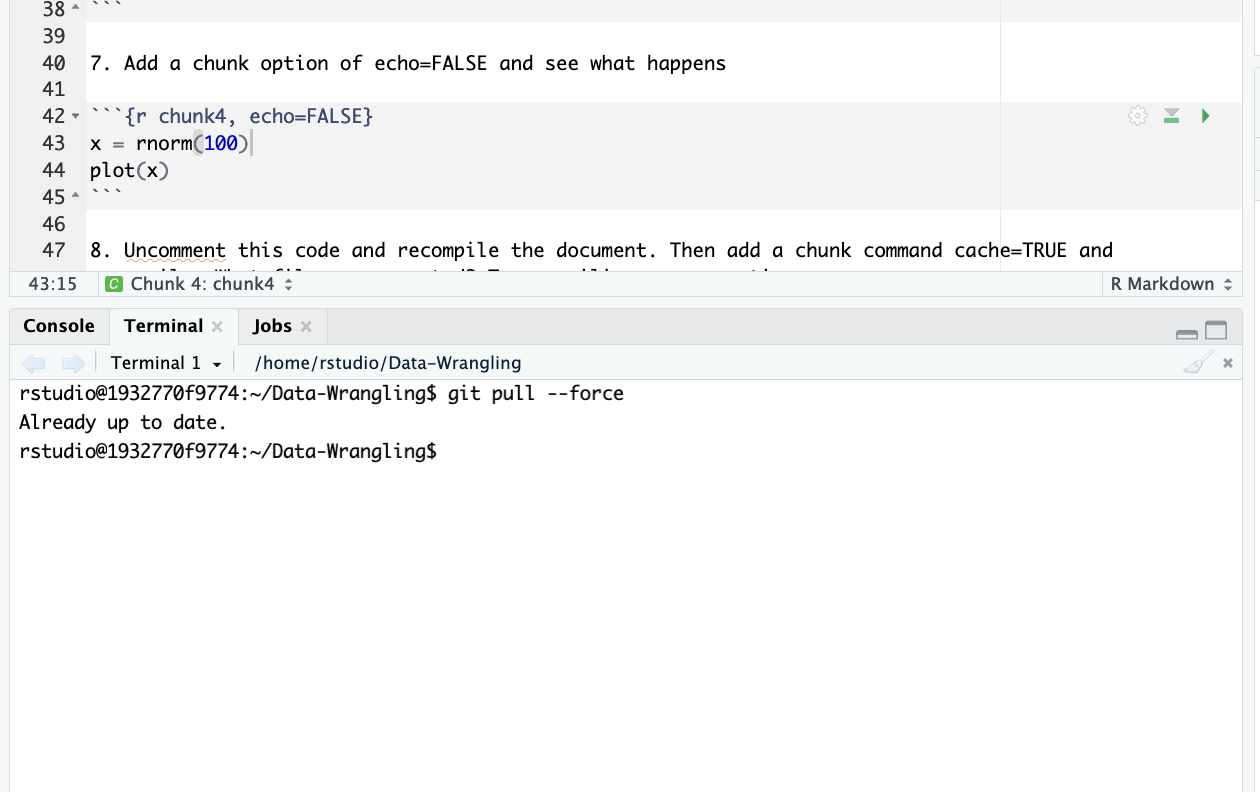 38 ```
39
40 7. Add a chunk option of echo=FALSE and see what happens
41
42 ```{r chunk4, echo=FALSE}
43 x = rnorm(100)
44 plot(x)
45 ```
46
47 8. Uncomment this code and recompile the document. Then add a chunk command cache=TRUE and
43:15 C Chunk 4: chunk4 R Markdown
Console Terminal Jobs
Terminal 1 /home/rstudio/Data-Wrangling
rstudio@1932770f9774:~/Data-Wrangling$ git pull --force
Already up to date.
rstudio@1932770f9774:~/Data-Wrangling$